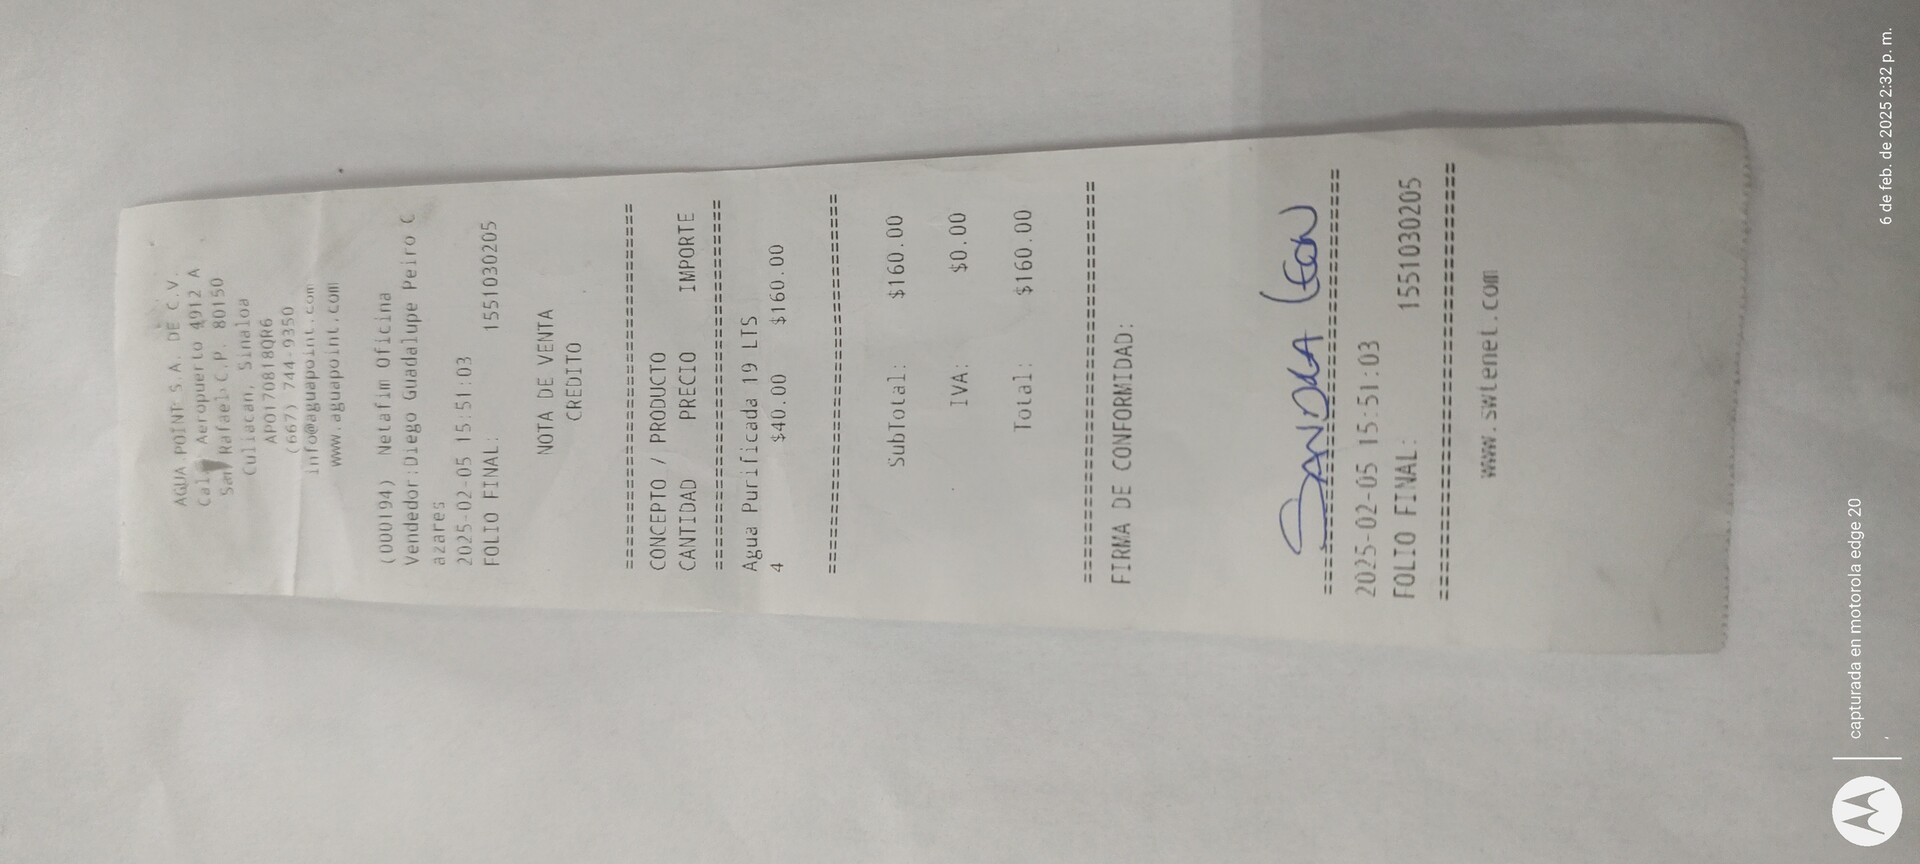 AGUA POINT S.A. DE C.V.
Aeropuerto 4912 A
San Rafael C.P. 80150
Culiacan, Sinaloa
APO170818QR6
(667) 744-9350
info@aguapoint.com
www.aguapoint.com
(000194) Netafim Oficina
Vendedor:Diego Guadalupe Peiro C
azares
2025-02-05 15:51:03
FOLIO FINAL: 1551030205
NOTA DE VENTA
CREDITO
================================
CONCEPTO / PRODUCTO
CANTIDAD PRECIO IMPORTE
================================
Agua Purificada 19 LTS
4 $40.00 $160.00
================================
SubTotal: $160.00
IVA: $0.00
Total: $160.00
================================
FIRMA DE CONFORMIDAD:
SANDRA LEON
================================
2025-02-05 15:51:03
FOLIO FINAL: 1551030205
================================
www.swtenet.com
capturada en motorola edge 20
6 de feb. de 2025 2:32 p. m.